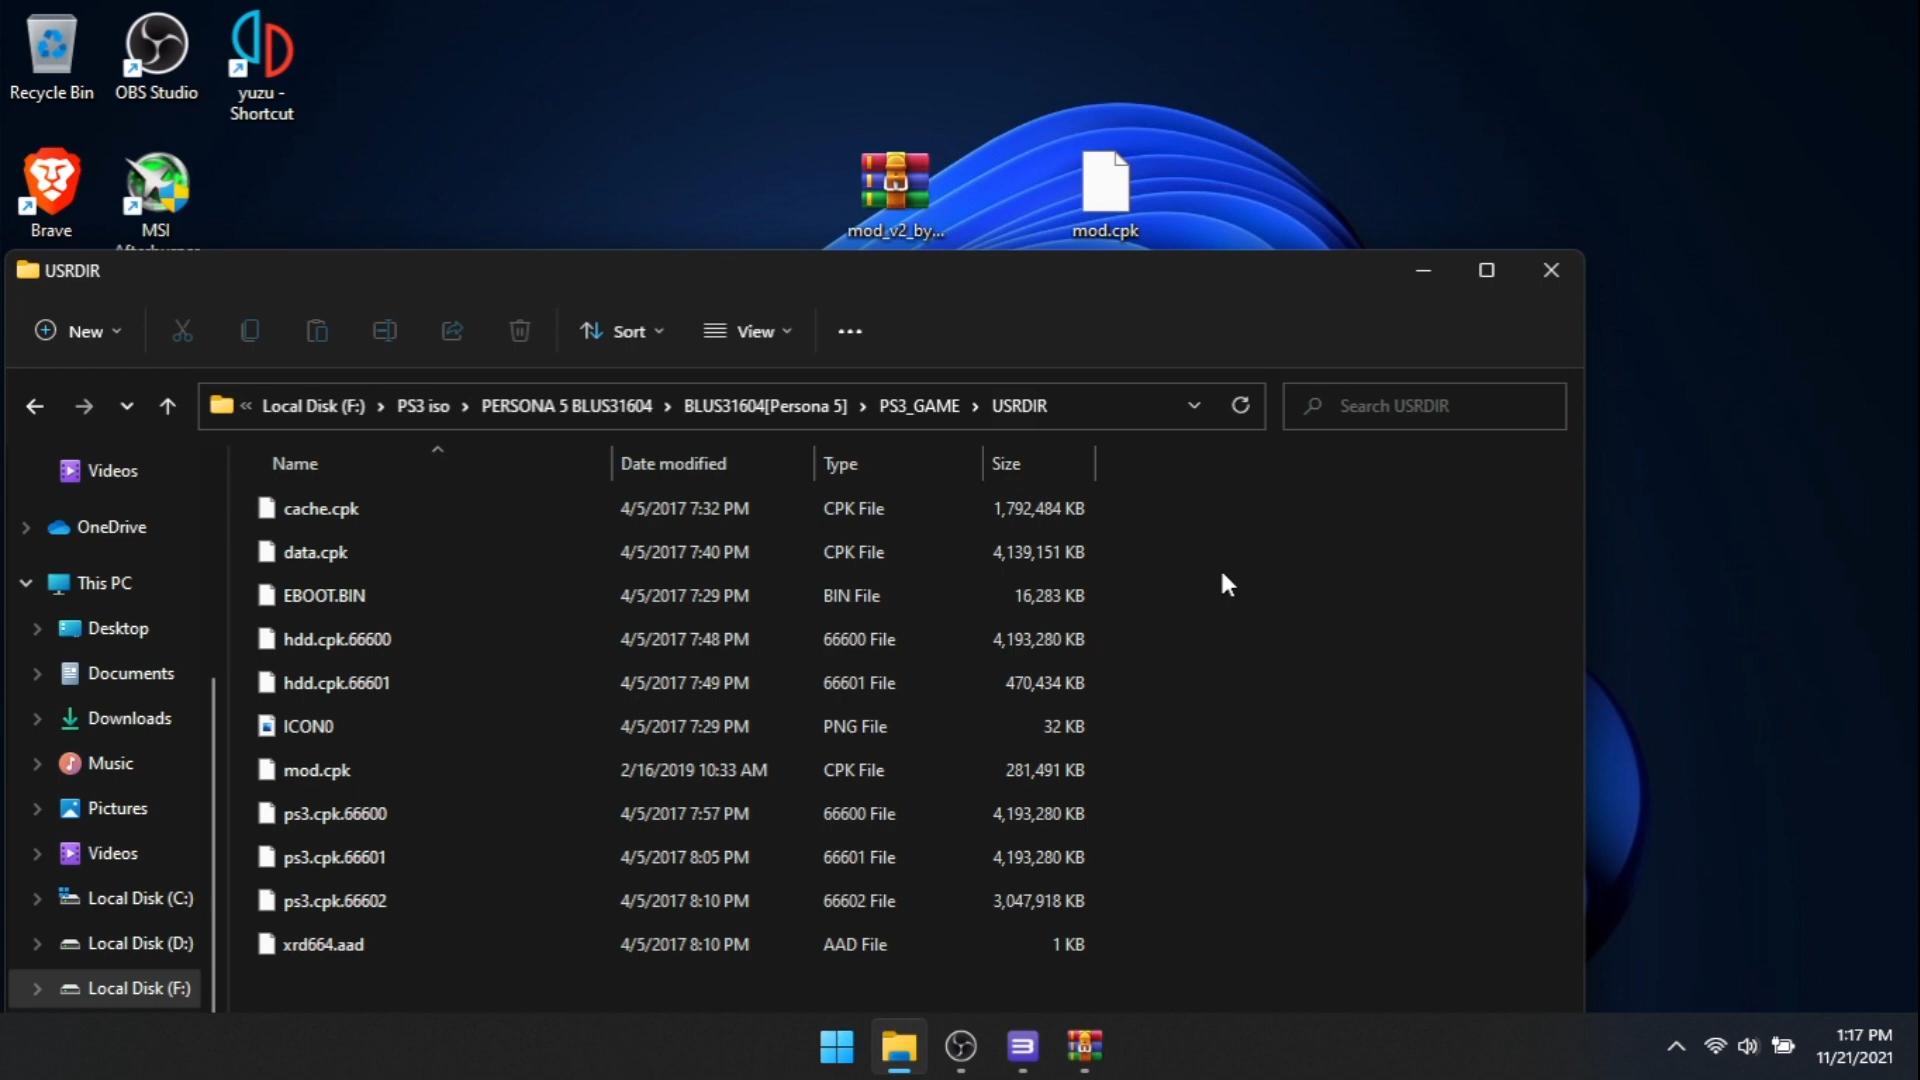 Recycle Bin
OBS Studio
yuzu -
Shortcut
Brave
MSI
mod_v2_by...
mod.cpk
USRDIR
New
Sort
View
Local Disk (F:) › PS3 iso › PERSONA 5 BLUS31604 › BLUS31604[Persona 5] › PS3_GAME › USRDIR
Search USRDIR
Name Date modified Type Size
cache.cpk 4/5/2017 7:32 PM CPK File 1,792,484 KB
data.cpk 4/5/2017 7:40 PM CPK File 4,139,151 KB
EBOOT.BIN 4/5/2017 7:29 PM BIN File 16,283 KB
hdd.cpk.66600 4/5/2017 7:48 PM 66600 File 4,193,280 KB
hdd.cpk.66601 4/5/2017 7:49 PM 66601 File 470,434 KB
ICON0 4/5/2017 7:29 PM PNG File 32 KB
mod.cpk 2/16/2019 10:33 AM CPK File 281,491 KB
ps3.cpk.66600 4/5/2017 7:57 PM 66600 File 4,193,280 KB
ps3.cpk.66601 4/5/2017 8:05 PM 66601 File 4,193,280 KB
ps3.cpk.66602 4/5/2017 8:10 PM 66602 File 3,047,918 KB
xrd664.aad 4/5/2017 8:10 PM AAD File 1 KB
Videos
OneDrive
This PC
Desktop
Documents
Downloads
Music
Pictures
Videos
Local Disk (C:)
Local Disk (D:)
Local Disk (F:)
1:17 PM
11/21/2021